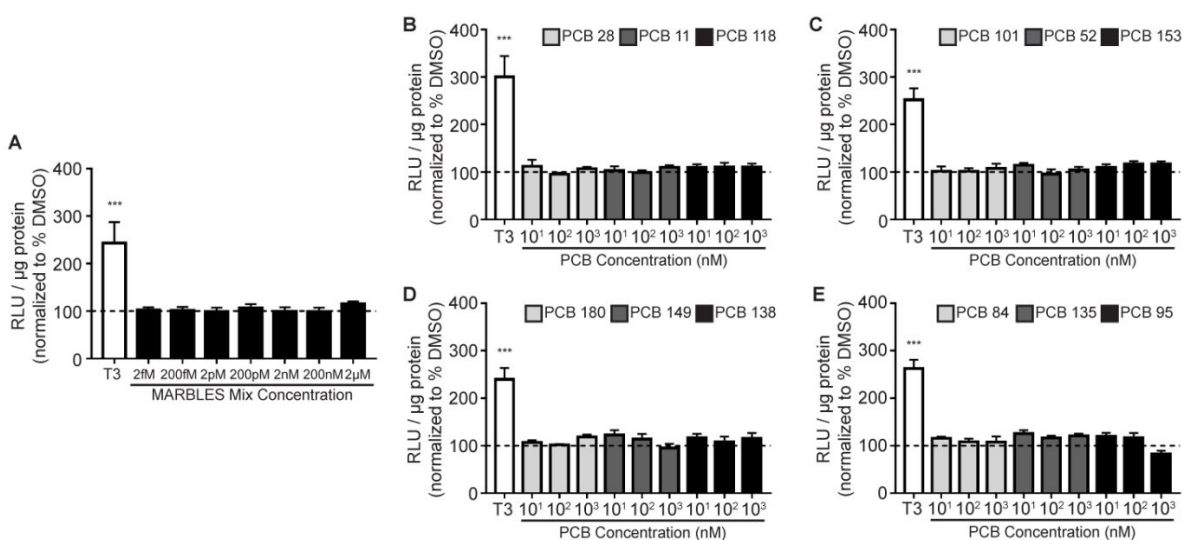 A
RLU / µg protein
(normalized to % DMSO)
400
300
200
100
0
***
T3 2fM 200fM 2pM 200pM 2nM 200nM 2µM
MARBLES Mix Concentration
B
RLU / µg protein
(normalized to % DMSO)
400
300
200
100
0
***
PCB 28 PCB 11 PCB 118
T3 10¹ 10² 10³ 10¹ 10² 10³ 10¹ 10² 10³
PCB Concentration (nM)
C
RLU / µg protein
(normalized to % DMSO)
400
300
200
100
0
***
PCB 101 PCB 52 PCB 153
T3 10¹ 10² 10³ 10¹ 10² 10³ 10¹ 10² 10³
PCB Concentration (nM)
D
RLU / µg protein
(normalized to % DMSO)
400
300
200
100
0
***
PCB 180 PCB 149 PCB 138
T3 10¹ 10² 10³ 10¹ 10² 10³ 10¹ 10² 10³
PCB Concentration (nM)
E
RLU / µg protein
(normalized to % DMSO)
400
300
200
100
0
***
PCB 84 PCB 135 PCB 95
T3 10¹ 10² 10³ 10¹ 10² 10³ 10¹ 10² 10³
PCB Concentration (nM)